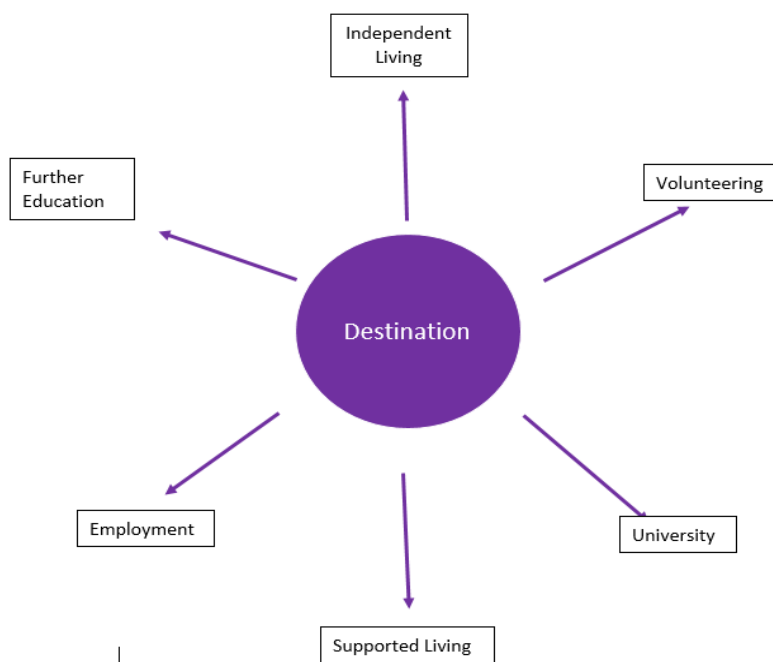 Independent
Living
Further
Education
Volunteering
Destination
Employment
University
Supported Living